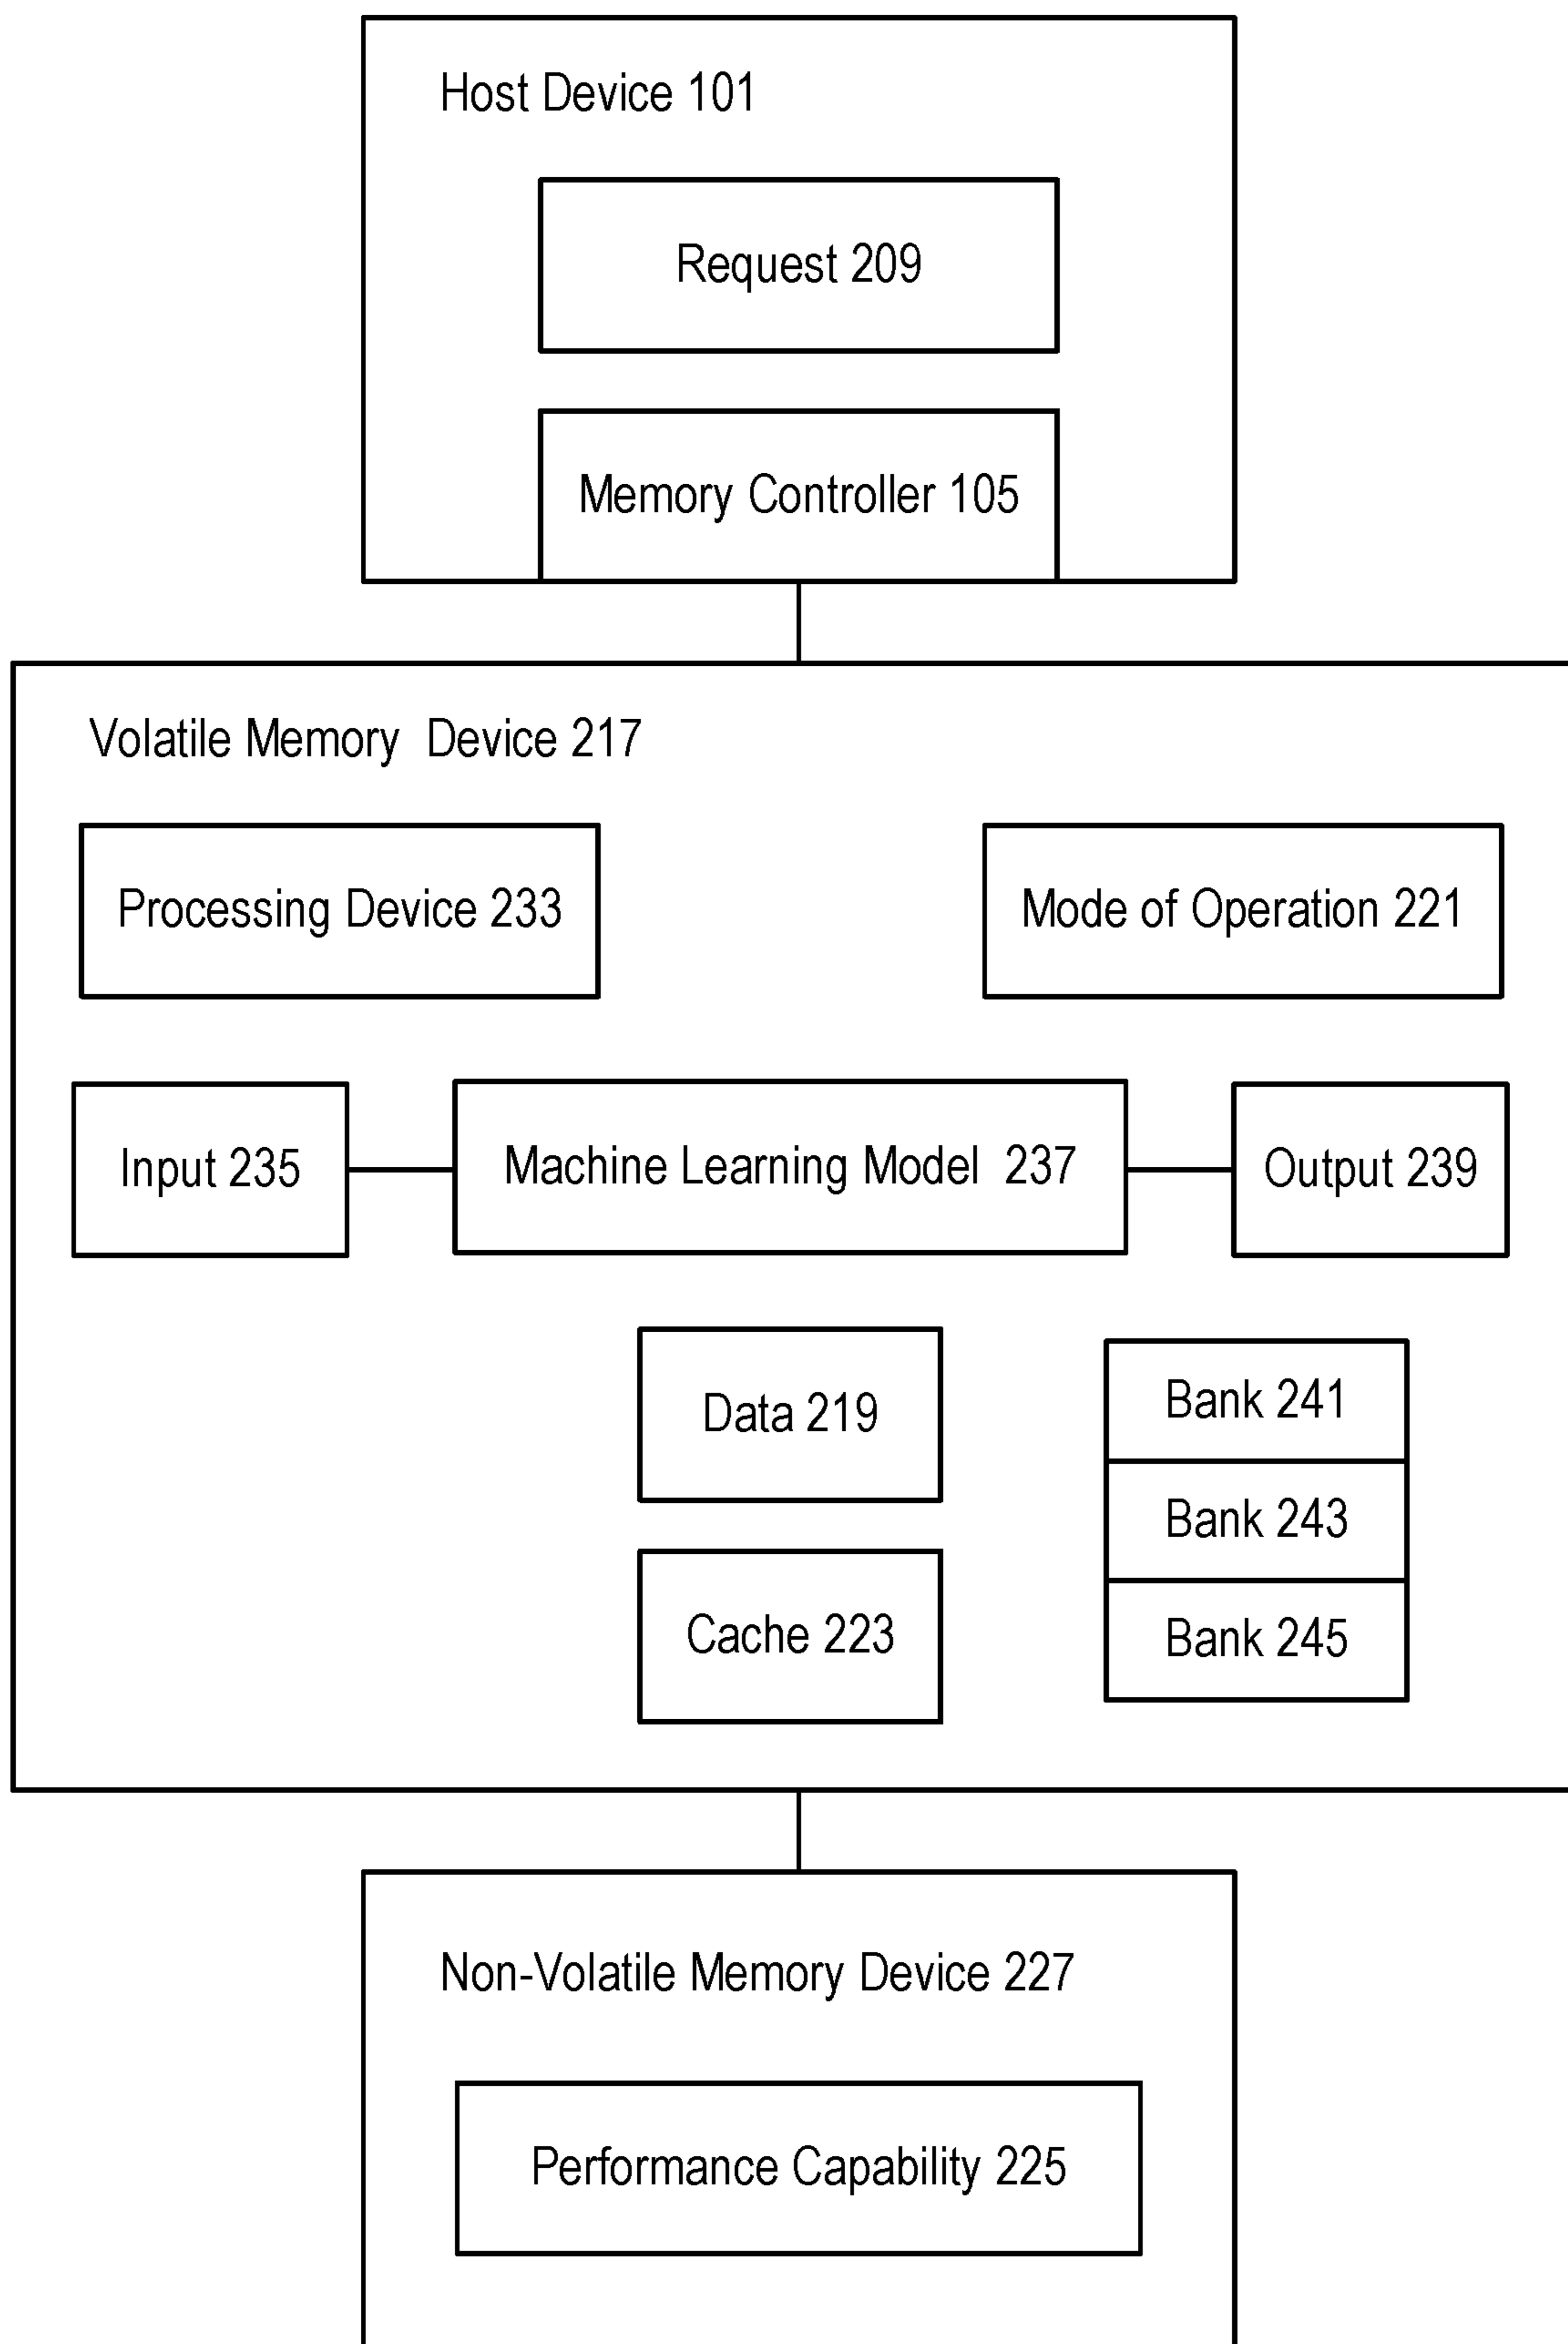 Host Device 101
Request 209
Memory Controller 105
Volatile Memory  Device 217
Processing Device 233
Mode of Operation 221
Input 235
Machine Learning Model  237
Output 239
Data 219
Cache 223
Bank 241
Bank 243
Bank 245
Non-Volatile Memory Device 227
Performance Capability 225